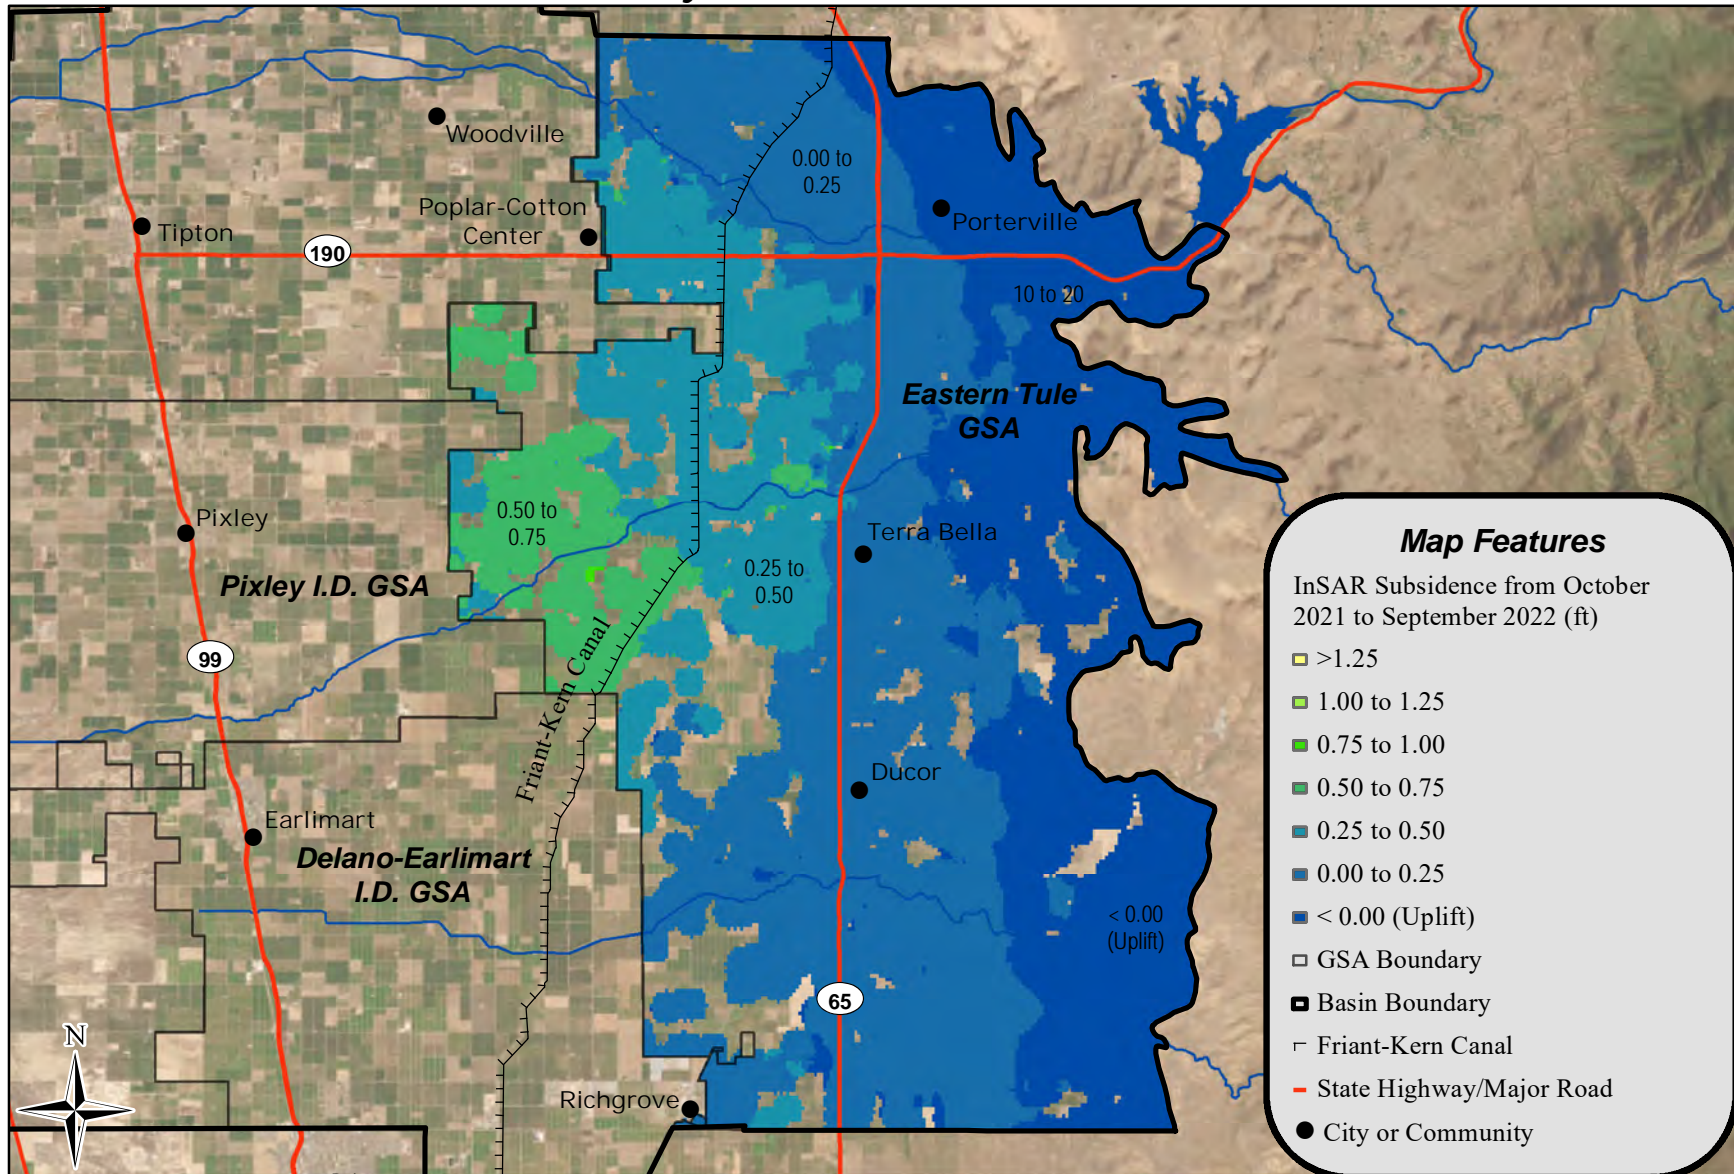 Woodville
0.00 to
0.25
Poplar-Cotton
Center
Porterville
Tipton
190
10 to 20
Eastern Tule
GSA
0.50 to
0.75
Pixley
Terra Bella
0.25 to
0.50
Pixley I.D. GSA
99
Friant-Kern Canal
Ducor
Earlimart
Delano-Earlimart
I.D. GSA
< 0.00
(Uplift)
65
N
Richgrove
Map Features
InSAR Subsidence from October
2021 to September 2022 (ft)
>1.25
1.00 to 1.25
0.75 to 1.00
0.50 to 0.75
0.25 to 0.50
0.00 to 0.25
< 0.00 (Uplift)
GSA Boundary
Basin Boundary
Friant-Kern Canal
State Highway/Major Road
City or Community